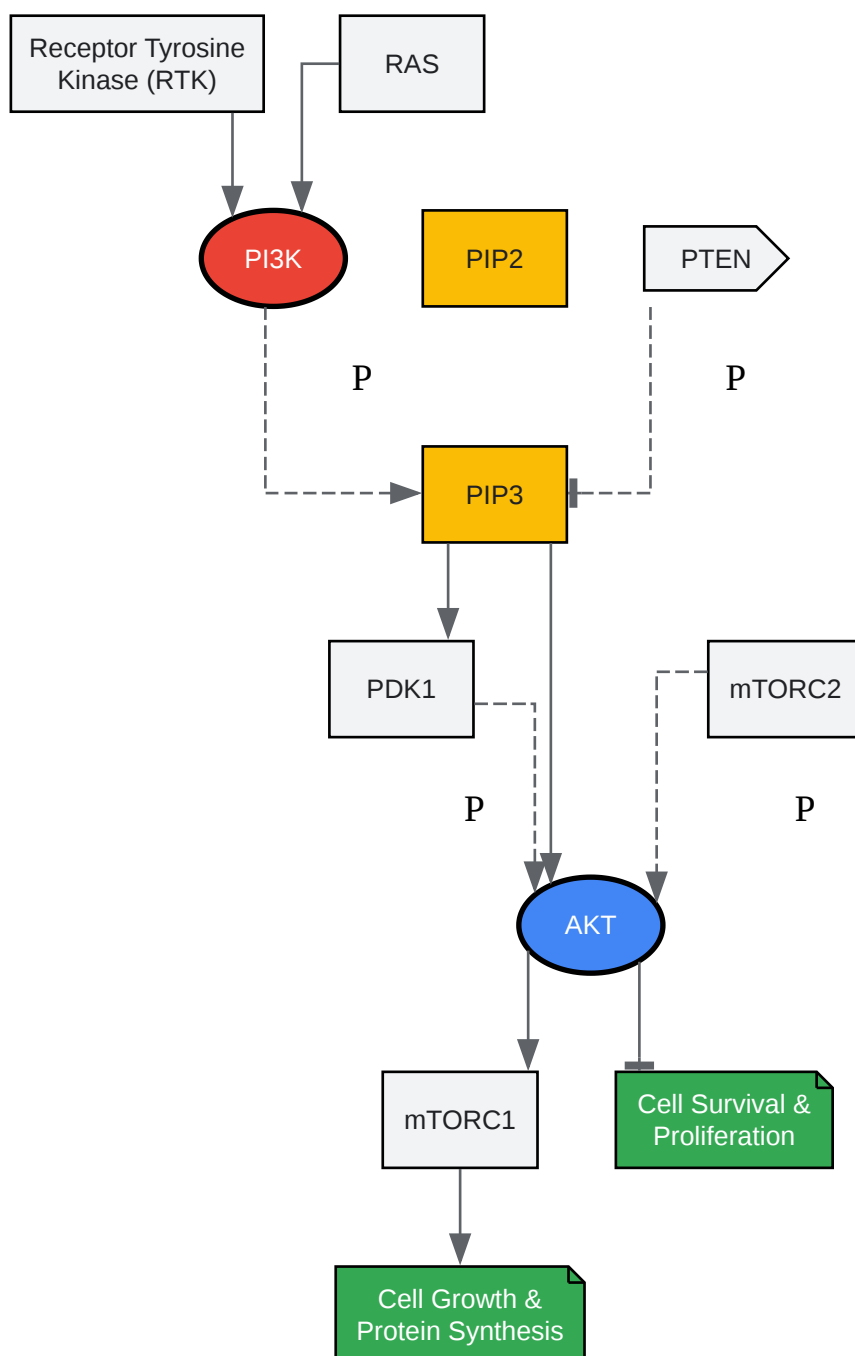 Receptor Tyrosine
Kinase (RTK)
RAS
PI3K
PIP2
PTEN
P
P
PIP3
PDK1
mTORC2
P
P
AKT
mTORC1
Cell Survival &
Proliferation
Cell Growth &
Protein Synthesis